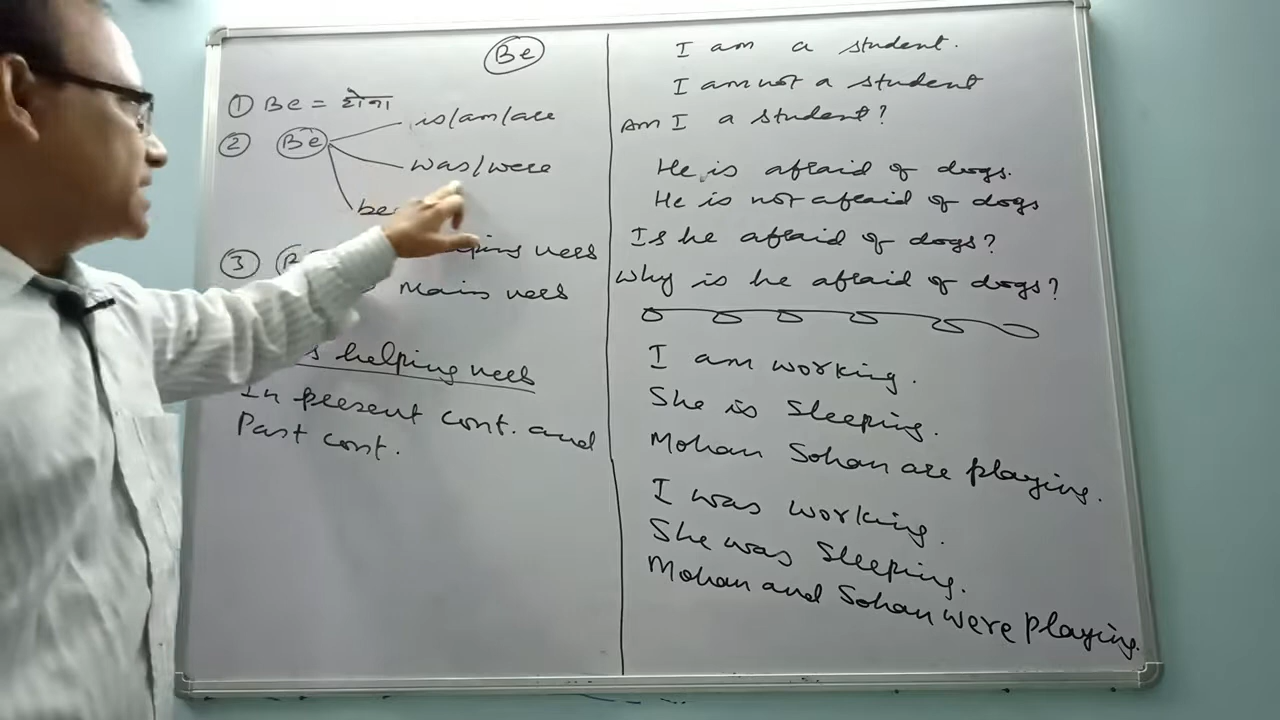 Be
① Be = होना
② Be is/am/are
was/were
be
③ verb
Main verb
helping verb
In present cont. and
Past cont.
I am a student.
I am not a student
Am I a student?
He is afraid of dogs.
He is not afraid of dogs
Is he afraid of dogs?
Why is he afraid of dogs?
I am working.
She is sleeping.
Mohan Sohan are playing.
I was working.
She was sleeping.
Mohan and Sohan were playing.